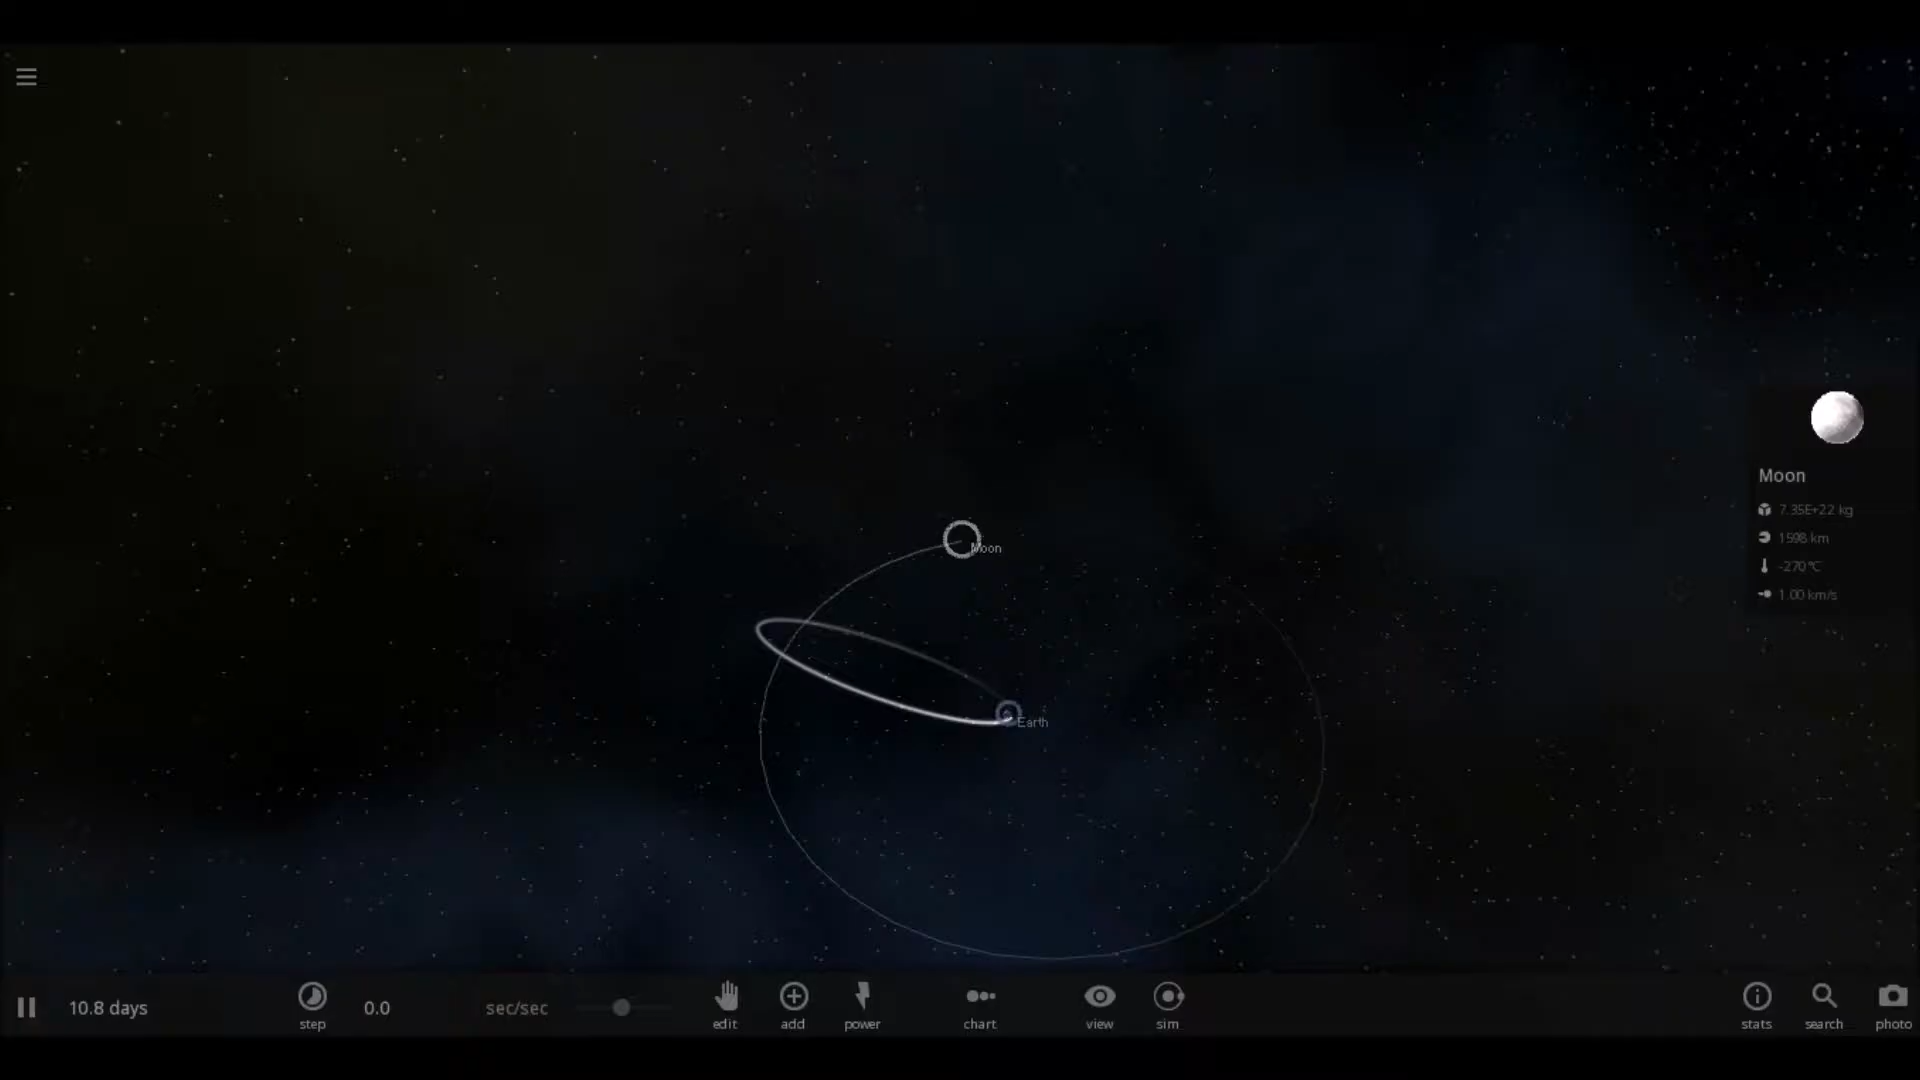 Moon
Earth
Moon
7.35E+22 kg
1598 km
-270 °C
1.00 km/s
10.8 days
step
0.0
sec/sec
edit
add
power
chart
view
sim
stats
search
photo